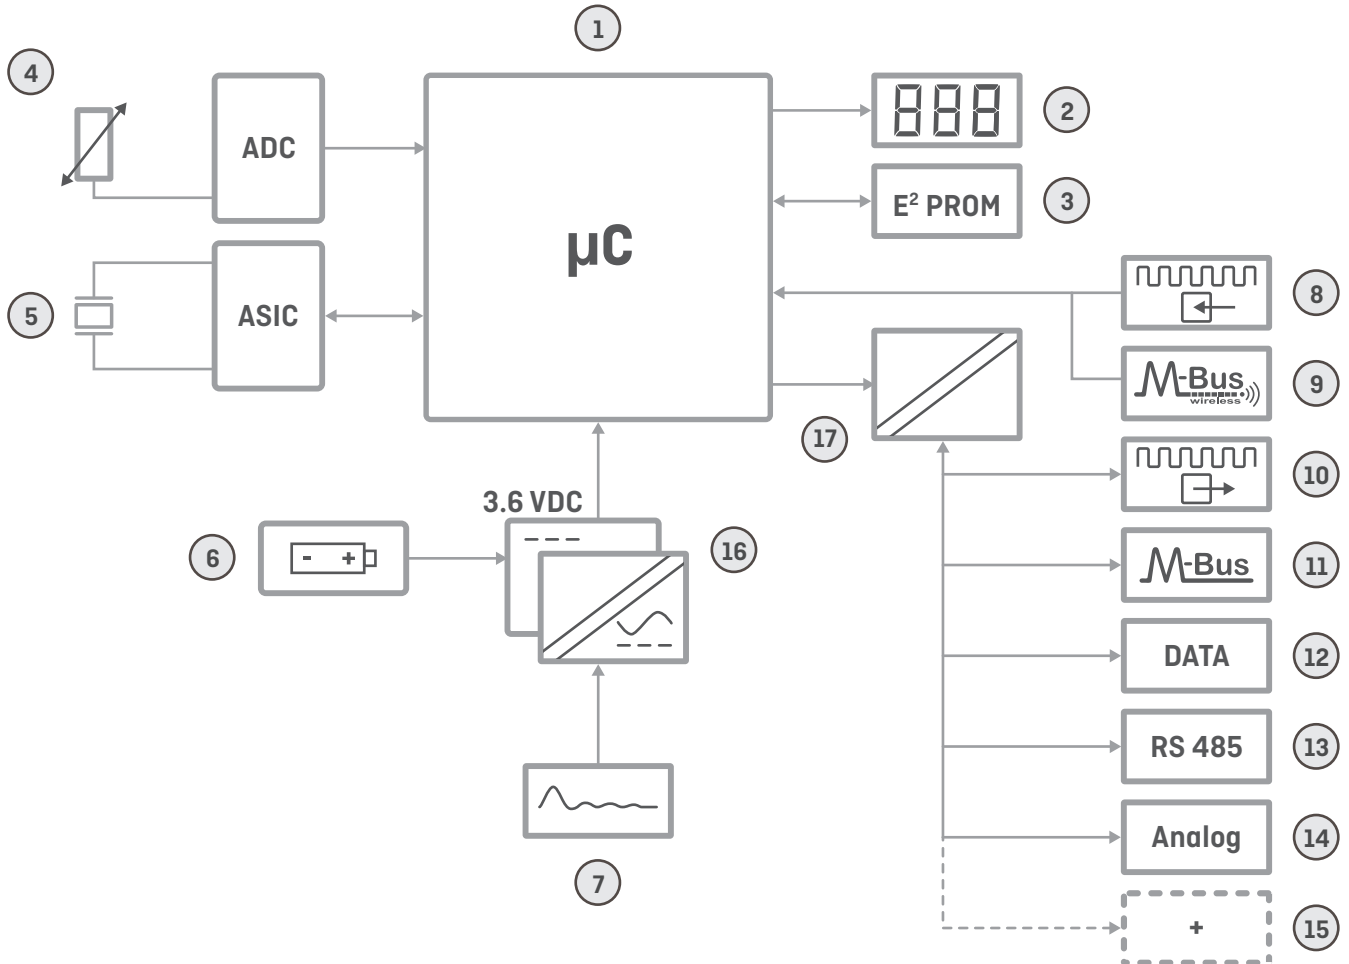 1
4
ADC
µC
888
2
E² PROM
3
5
ASIC
8
M-Bus
wireless
9
17
10
3.6 VDC
6
- +
16
M-Bus
11
DATA
12
RS 485
13
7
Analog
14
+
15